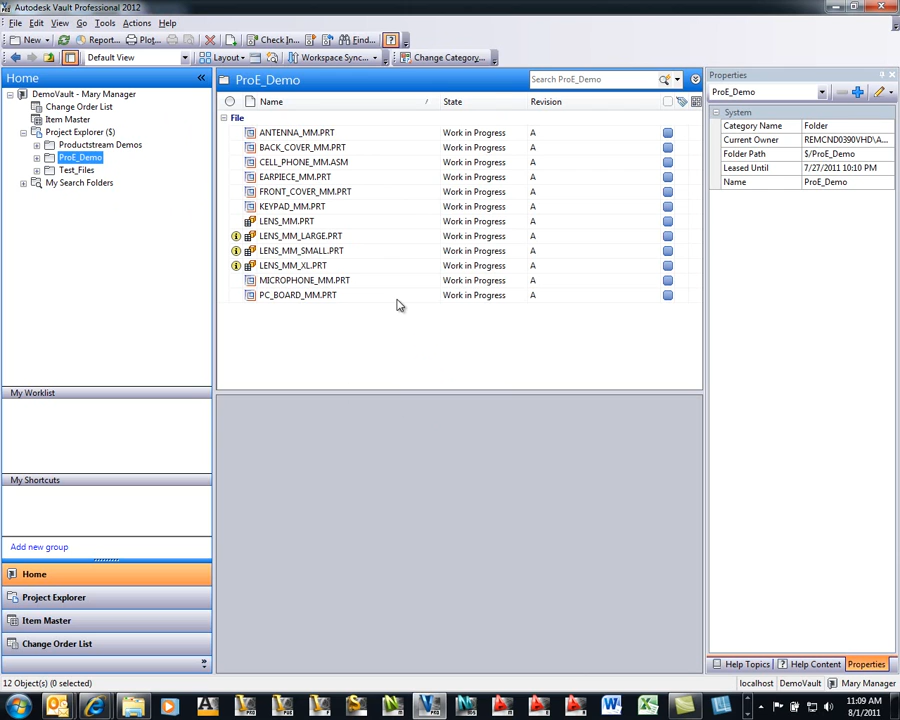 Autodesk Vault Professional 2012
File Edit View Go Tools Actions Help
New Report... Plot... Check In... Find...
Default View Layout Workspace Sync... Change Category...
Home
DemoVault - Mary Manager
Change Order List
Item Master
Project Explorer ($)
Productstream Demos
ProE_Demo
Test_Files
My Search Folders
My Worklist
My Shortcuts
Add new group
Home
Project Explorer
Item Master
Change Order List
ProE_Demo Search ProE_Demo
Name State Revision
File
ANTENNA_MM.PRT Work in Progress A
BACK_COVER_MM.PRT Work in Progress A
CELL_PHONE_MM.ASM Work in Progress A
EARPIECE_MM.PRT Work in Progress A
FRONT_COVER_MM.PRT Work in Progress A
KEYPAD_MM.PRT Work in Progress A
LENS_MM.PRT Work in Progress A
LENS_MM_LARGE.PRT Work in Progress A
LENS_MM_SMALL.PRT Work in Progress A
LENS_MM_XL.PRT Work in Progress A
MICROPHONE_MM.PRT Work in Progress A
PC_BOARD_MM.PRT Work in Progress A
Properties
ProE_Demo
System
Category Name Folder
Current Owner REMCND0390VHD\A...
Folder Path $/ProE_Demo
Leased Until 7/27/2011 10:10 PM
Name ProE_Demo
Help Topics Help Content Properties
12 Object(s) (0 selected) localhost DemoVault Mary Manager
11:09 AM
8/1/2011